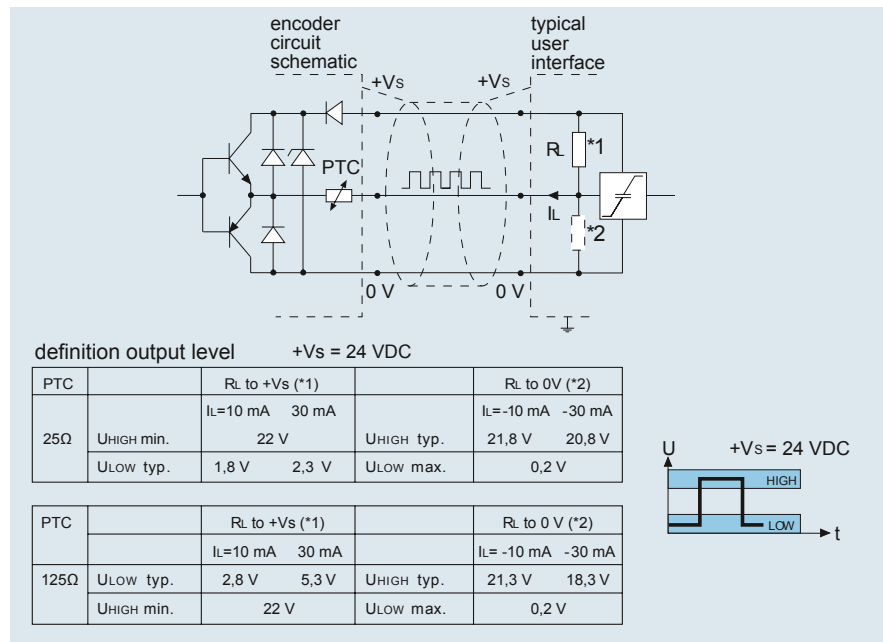 encoder
circuit
schematic
typical
user
interface
+Vs
+Vs
RL
*1
PTC
IL
*2
0 V
0 V
definition output level +Vs = 24 VDC
PTC RL to +Vs (*1) RL to 0V (*2)
IL=10 mA 30 mA IL=-10 mA -30 mA
25Ω UHIGH min. 22 V UHIGH typ. 21,8 V 20,8 V
ULOW typ. 1,8 V 2,3 V ULOW max. 0,2 V
U +Vs = 24 VDC
HIGH
LOW
t
PTC RL to +Vs (*1) RL to 0 V (*2)
IL=10 mA 30 mA IL= -10 mA -30 mA
125Ω ULOW typ. 2,8 V 5,3 V UHIGH typ. 21,3 V 18,3 V
UHIGH min. 22 V ULOW max. 0,2 V